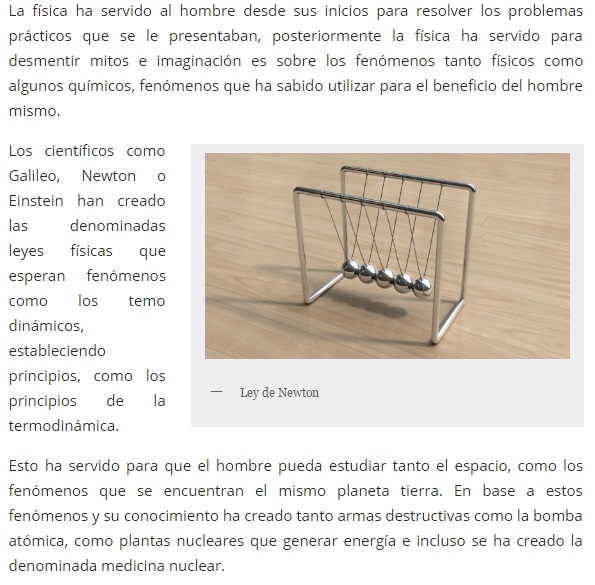 La física ha servido al hombre desde sus inicios para resolver los problemas
prácticos que se le presentaban, posteriormente la física ha servido para
desmentir mitos e imaginación es sobre los fenómenos tanto físicos como
algunos químicos, fenómenos que ha sabido utilizar para el beneficio del hombre
mismo.
Los científicos como
Galileo, Newton o
Einstein han creado
las denominadas
leyes físicas que
esperan fenómenos
como los temo
dinámicos,
estableciendo
principios, como los
principios de la
termodinámica.
— Ley de Newton
Esto ha servido para que el hombre pueda estudiar tanto el espacio, como los
fenómenos que se encuentran el mismo planeta tierra. En base a estos
fenómenos y su conocimiento ha creado tanto armas destructivas como la bomba
atómica, como plantas nucleares que generar energía e incluso se ha creado la
denominada medicina nuclear.